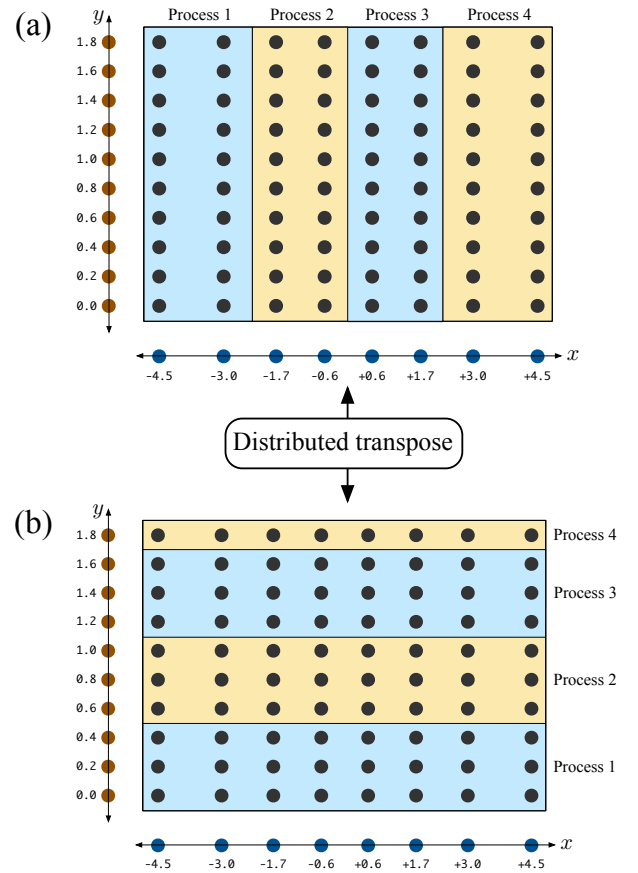 (a)
y
Process 1 Process 2 Process 3 Process 4
1.8
1.6
1.4
1.2
1.0
0.8
0.6
0.4
0.2
0.0
x
-4.5 -3.0 -1.7 -0.6 +0.6 +1.7 +3.0 +4.5
Distributed transpose
(b)
y
1.8 Process 4
1.6
1.4 Process 3
1.2
1.0
0.8 Process 2
0.6
0.4
0.2 Process 1
0.0
x
-4.5 -3.0 -1.7 -0.6 +0.6 +1.7 +3.0 +4.5